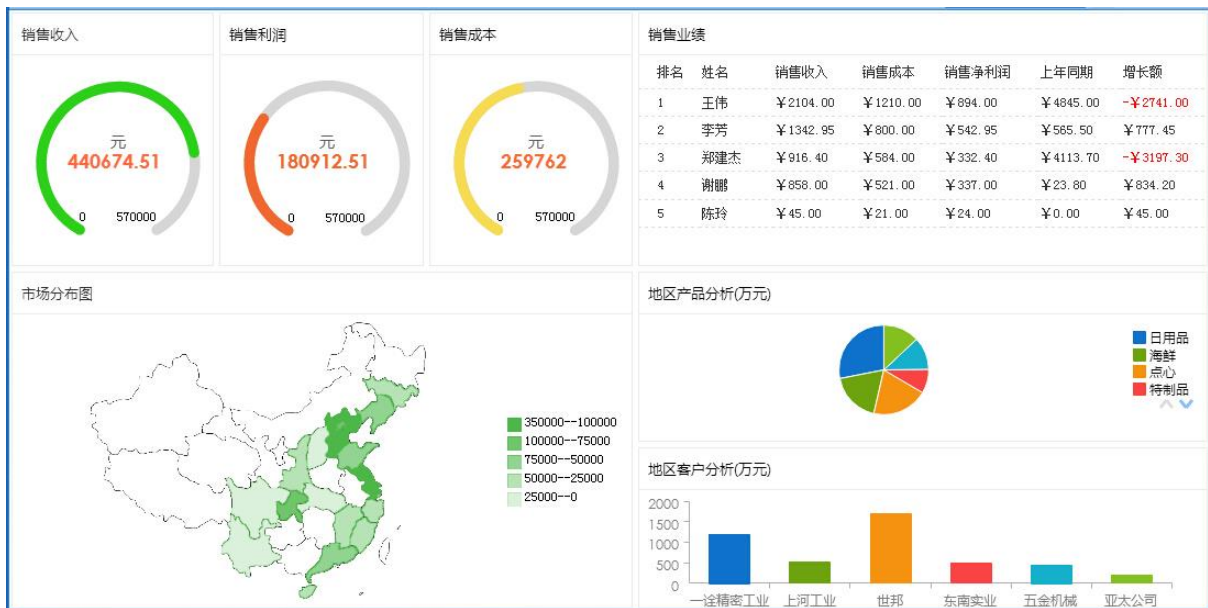 销售收入
元
440674.51
0 570000
销售利润
元
180912.51
0 570000
销售成本
元
259762
0 570000
销售业绩
排名 姓名 销售收入 销售成本 销售净利润 上年同期 增长额
1 王伟 ¥2104.00 ¥1210.00 ¥894.00 ¥4845.00 -¥2741.00
2 李芳 ¥1342.95 ¥800.00 ¥542.95 ¥565.50 ¥777.45
3 郑建杰 ¥916.40 ¥584.00 ¥332.40 ¥4113.70 -¥3197.30
4 谢鹏 ¥858.00 ¥521.00 ¥337.00 ¥23.80 ¥834.20
5 陈玲 ¥45.00 ¥21.00 ¥24.00 ¥0.00 ¥45.00
市场分布图
350000--100000
100000--75000
75000--50000
50000--25000
25000--0
地区产品分析(万元)
日用品
海鲜
点心
特制品
地区客户分析(万元)
2000
1500
1000
500
0
一诠精密工业 上河工业 世邦 东南实业 五金机械 亚太公司